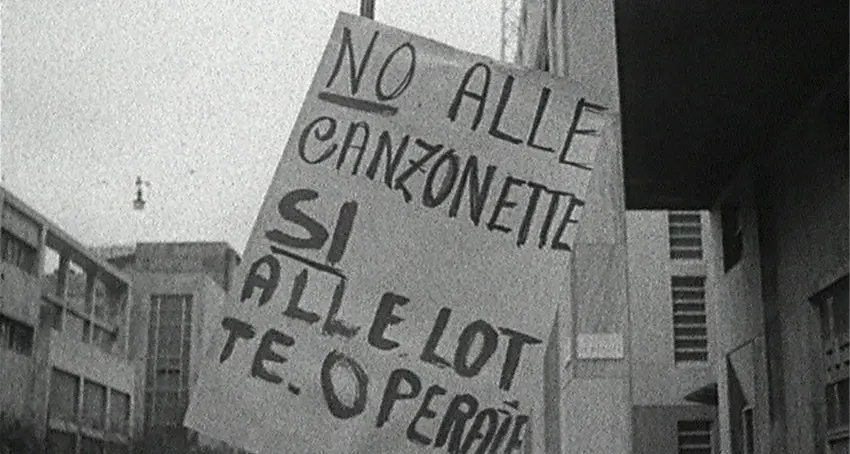 NO ALLE
CANZONETTE
SI
ALLE LOT
TE. OPERAIE